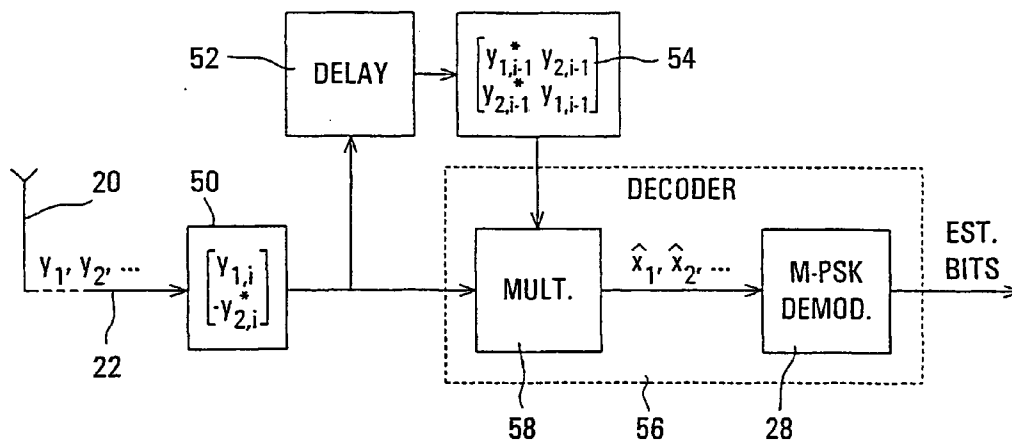 52
DELAY
y*1,i-1 y2,i-1
y*2,i-1 y1,i-1
54
20
50
DECODER
y1, y2, ...
y1,i
-y*2,i
MULT.
x̂1, x̂2, ...
M-PSK
DEMOD.
EST.
BITS
22
58
56
28